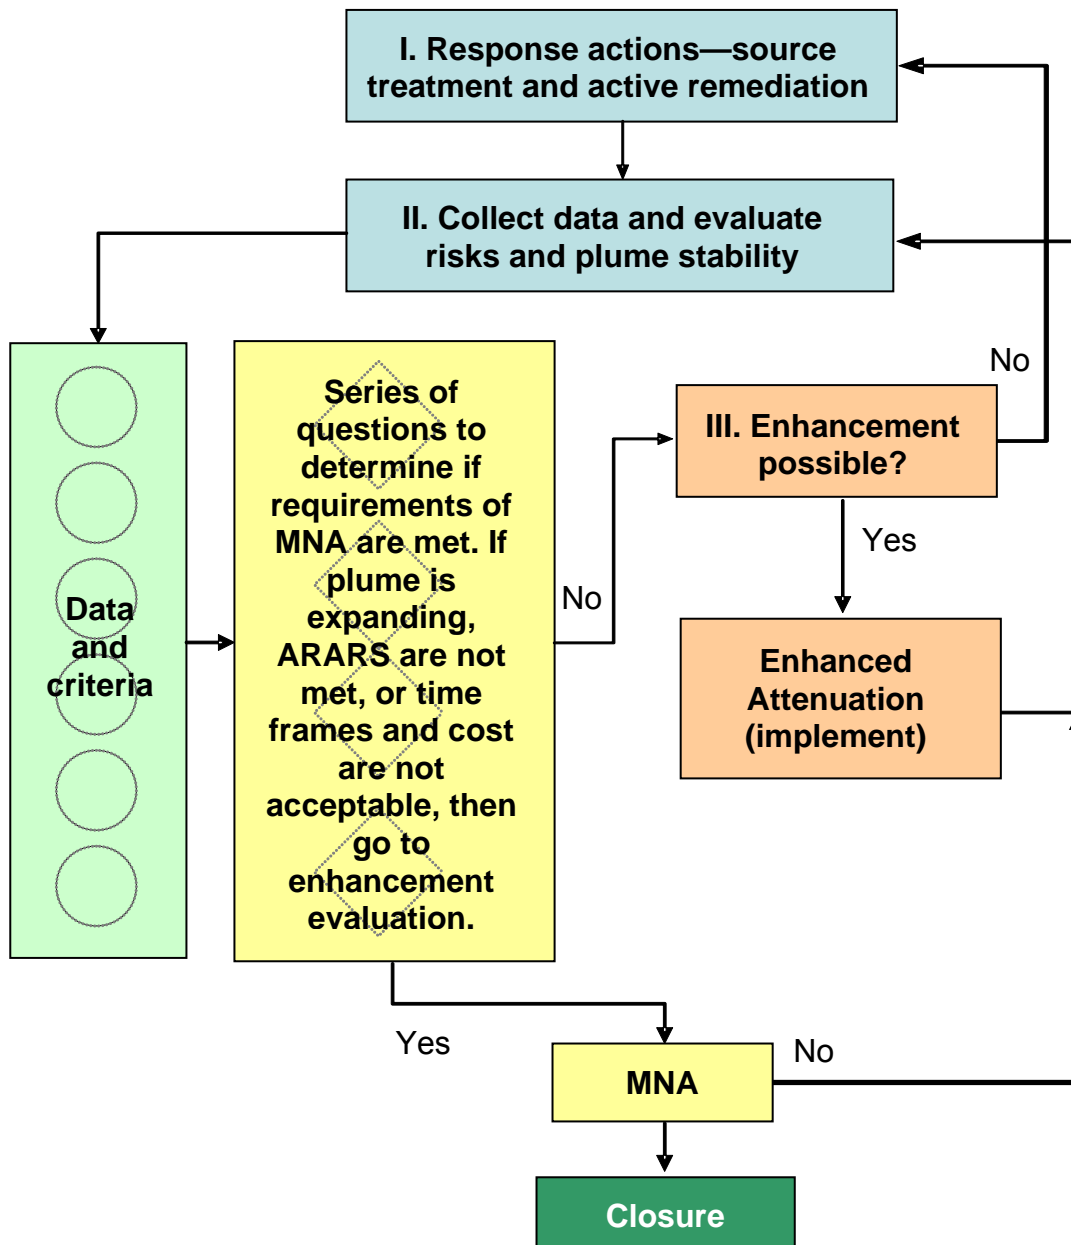 I. Response actions—source
treatment and active remediation
II. Collect data and evaluate
risks and plume stability
Data
and
criteria
Series of
questions to
determine if
requirements of
MNA are met. If
plume is
expanding,
ARARS are not
met, or time
frames and cost
are not
acceptable, then
go to
enhancement
evaluation.
No
III. Enhancement
possible?
No
Yes
Enhanced
Attenuation
(implement)
Yes
MNA
No
Closure